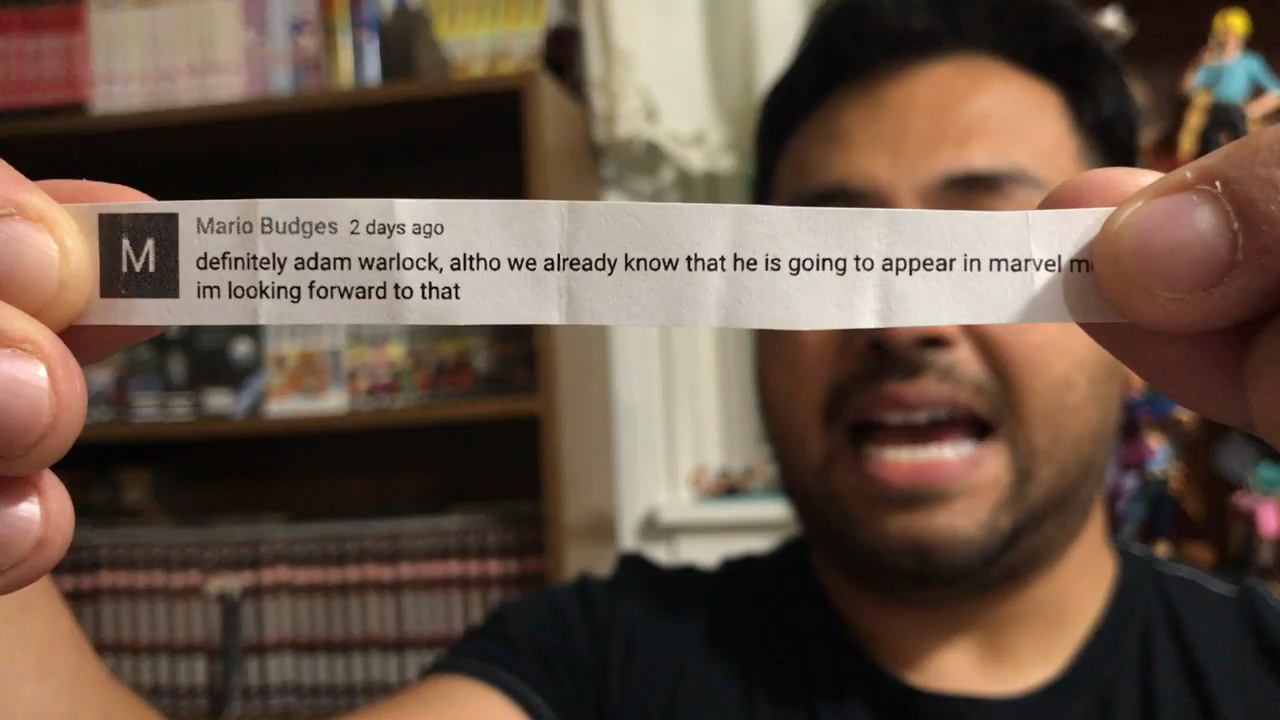 M
Mario Budges 2 days ago
definitely adam warlock, altho we already know that he is going to appear in marvel
im looking forward to that